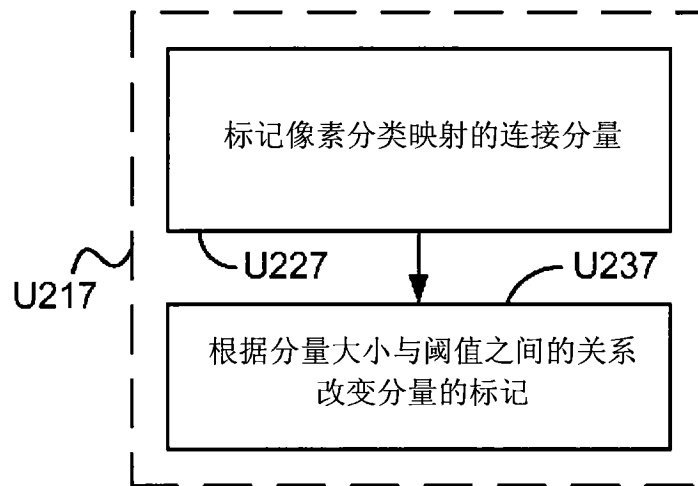 标记像素分类映射的连接分量
U227
U237
U217
根据分量大小与阈值之间的关系
改变分量的标记